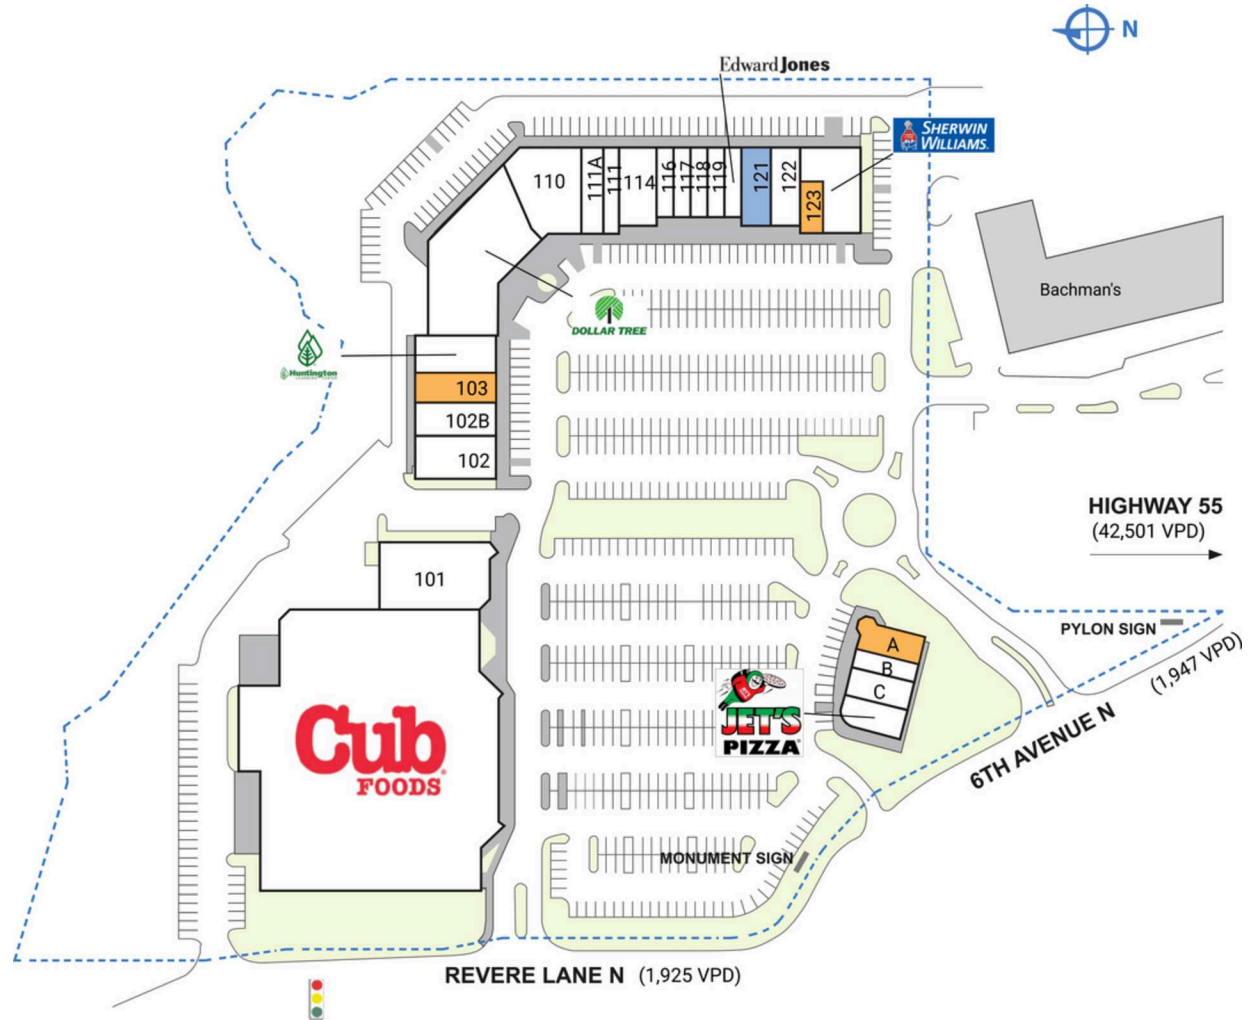 N
Edward Jones
SHERWIN
WILLIAMS.
110
111A
111
114
116
117
118
119
121
122
123
Bachman's
DOLLAR TREE
Huntington
LEARNING CENTER
103
102B
102
HIGHWAY 55
(42,501 VPD)
101
PYLON SIGN
(1,947 VPD)
A
B
C
JET'S
PIZZA
6TH AVENUE N
Cub
FOODS
MONUMENT SIGN
REVERE LANE N (1,925 VPD)